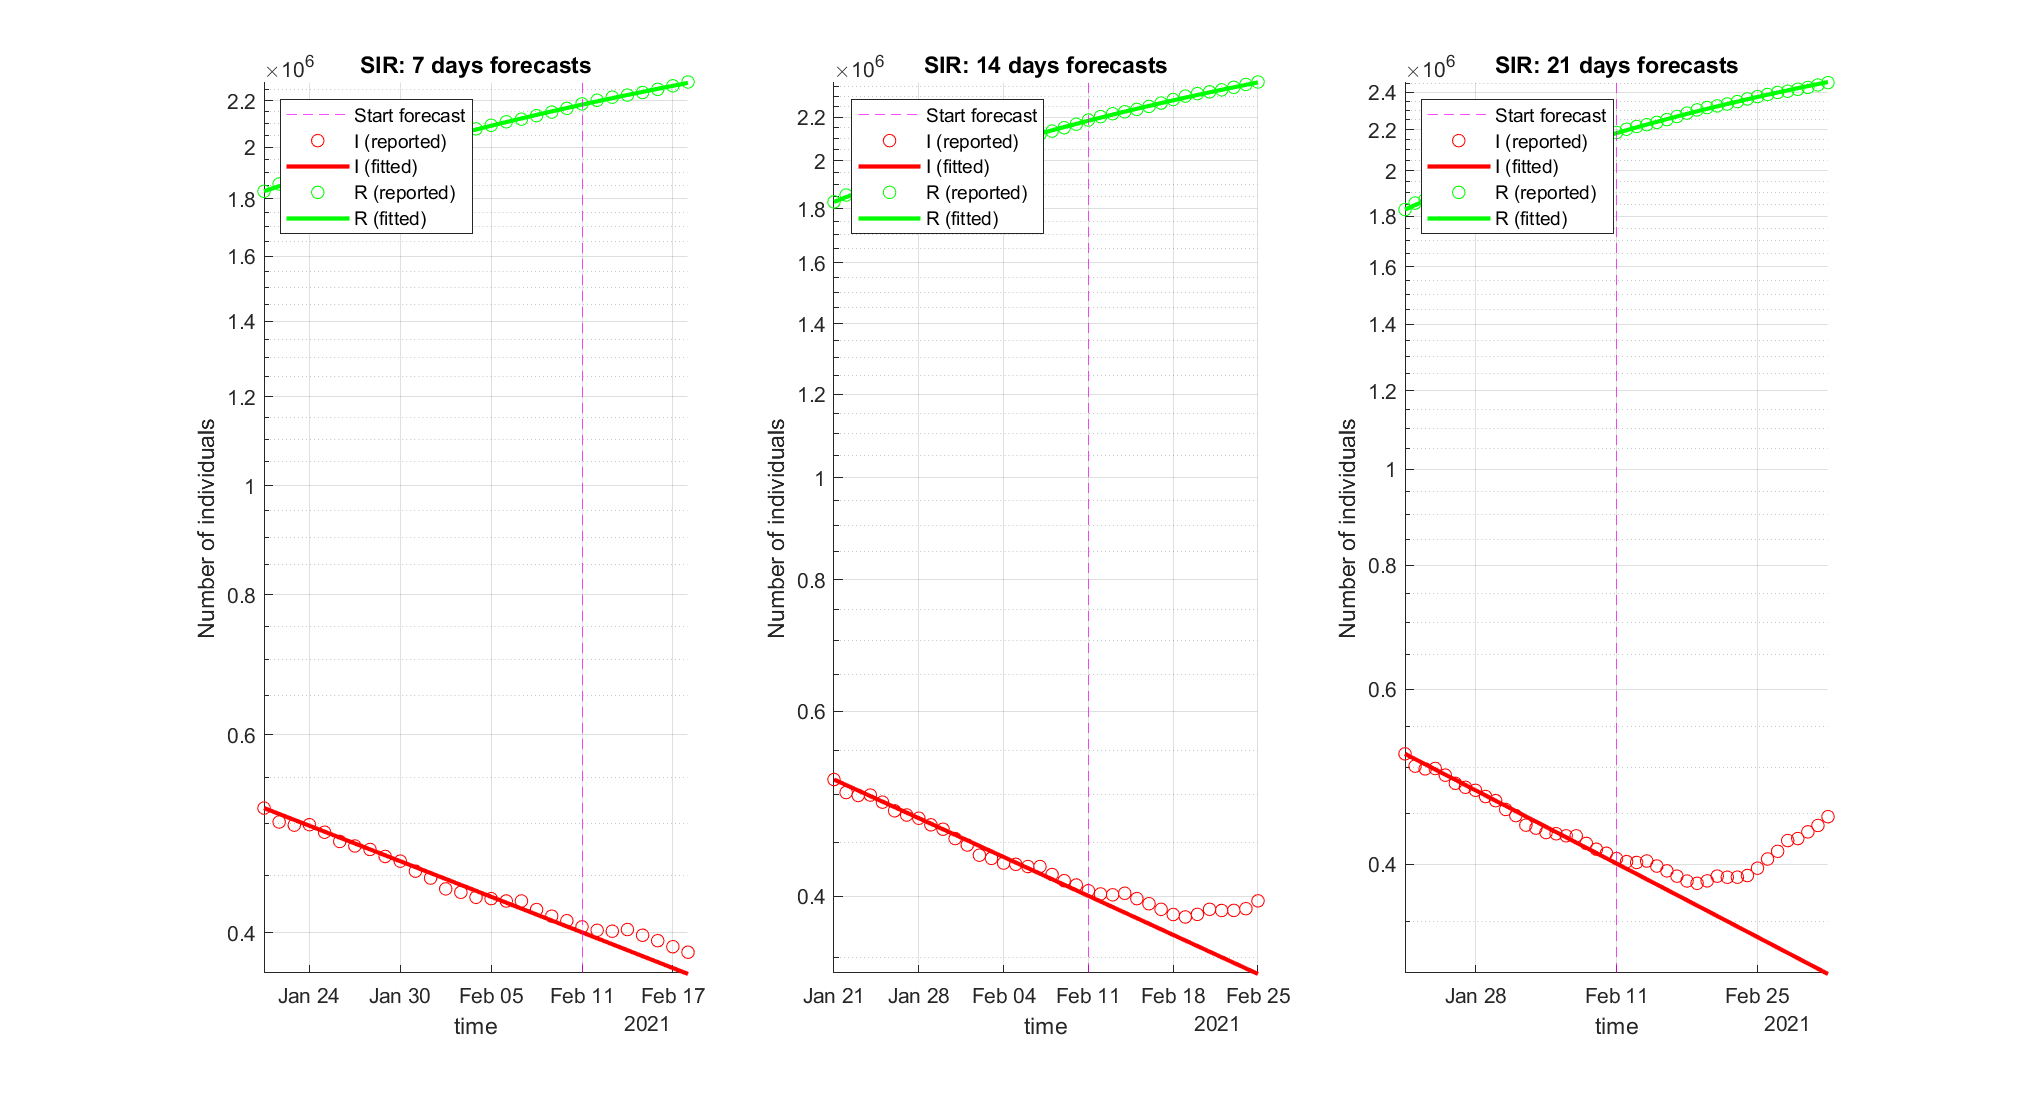 SIR: 7 days forecasts
×10^6
Start forecast
I (reported)
I (fitted)
R (reported)
R (fitted)
2.2
2
1.8
1.6
1.4
1.2
1
0.8
0.6
0.4
Number of individuals
Jan 24 Jan 30 Feb 05 Feb 11 Feb 17
time
2021
SIR: 14 days forecasts
×10^6
Start forecast
I (reported)
I (fitted)
R (reported)
R (fitted)
2.2
2
1.8
1.6
1.4
1.2
1
0.8
0.6
0.4
Number of individuals
Jan 21 Jan 28 Feb 04 Feb 11 Feb 18 Feb 25
time
2021
SIR: 21 days forecasts
×10^6
Start forecast
I (reported)
I (fitted)
R (reported)
R (fitted)
2.4
2.2
2
1.8
1.6
1.4
1.2
1
0.8
0.6
0.4
Number of individuals
Jan 28 Feb 11 Feb 25
time
2021